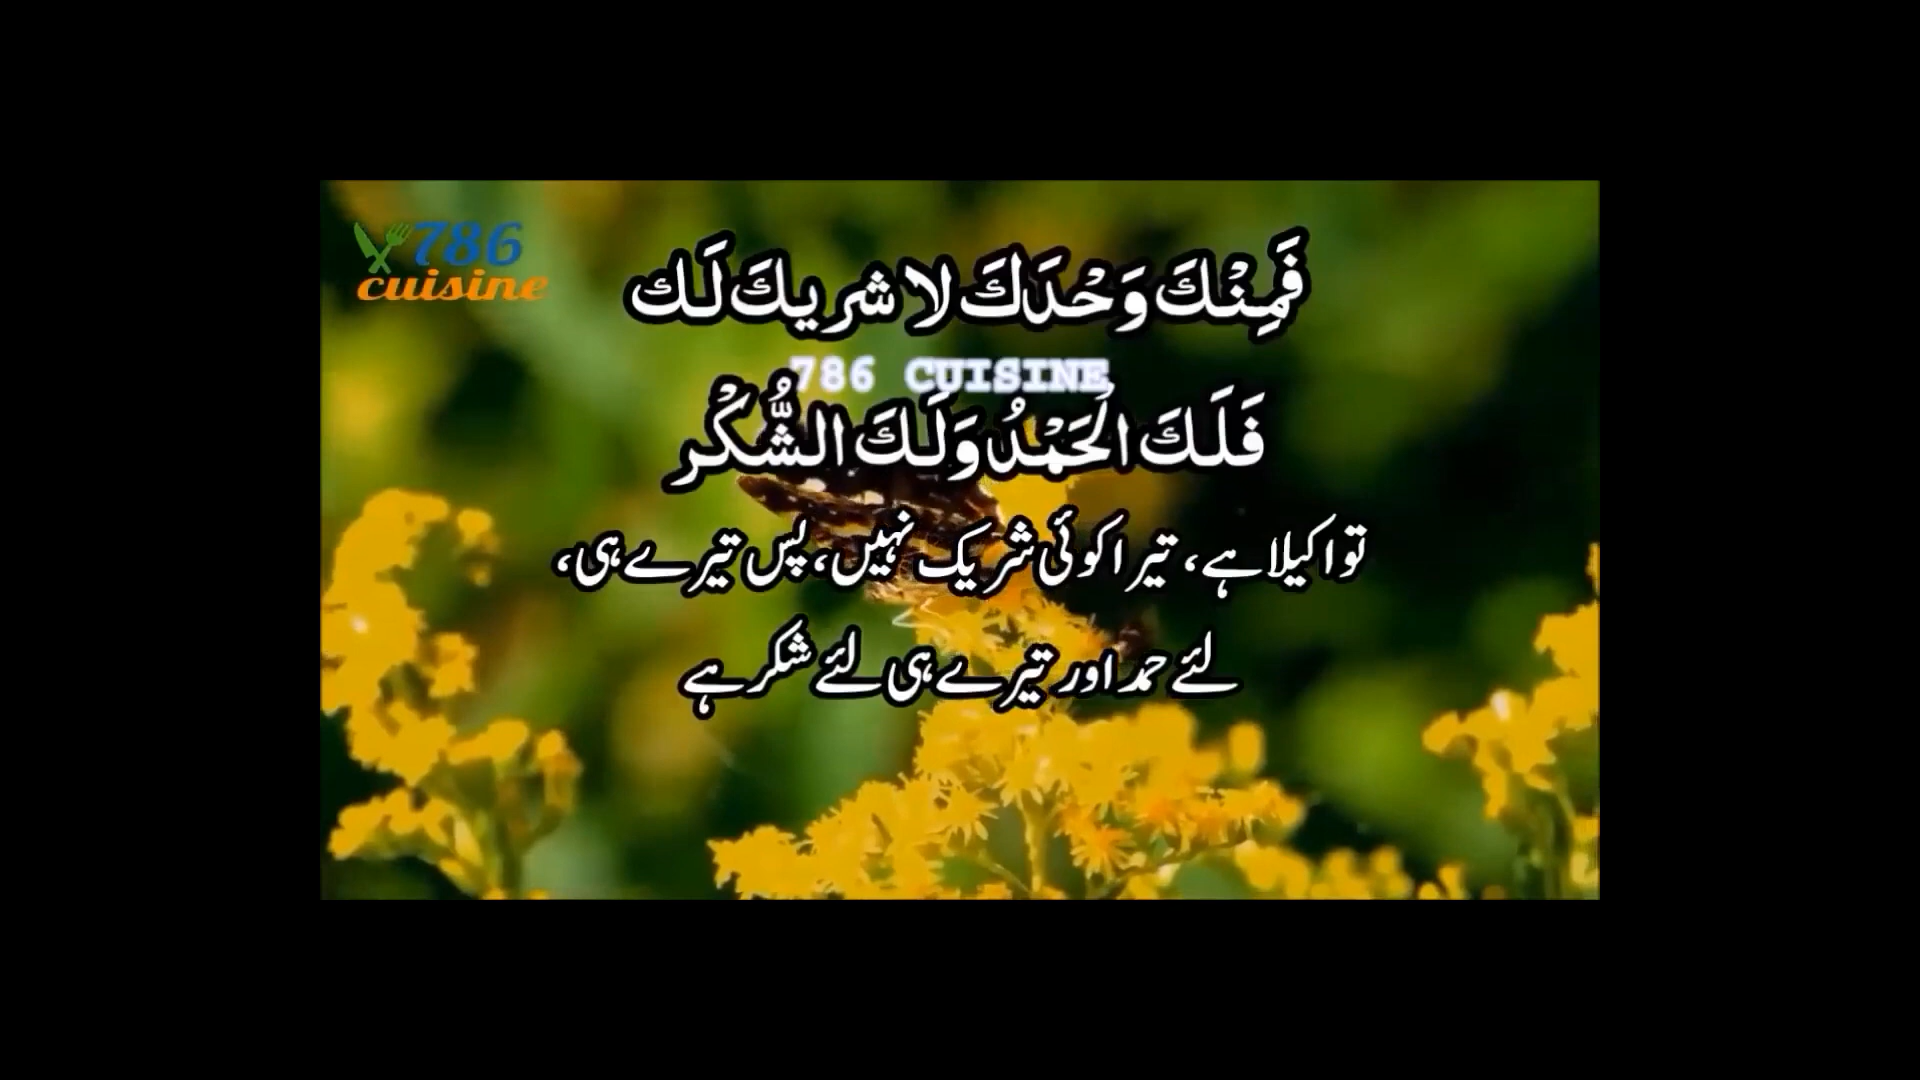 786
cuisine
فَمِنْكَ وَحْدَكَ لا شريكَ لَك
786 CUISINE
فَلَكَ الحَمْدُ وَلَكَ الشُّكْر
تو اکیلا ہے، تیرا کوئی شریک نہیں، پس تیرے ہی،
لئے حمد اور تیرے ہی لئے شکر ہے